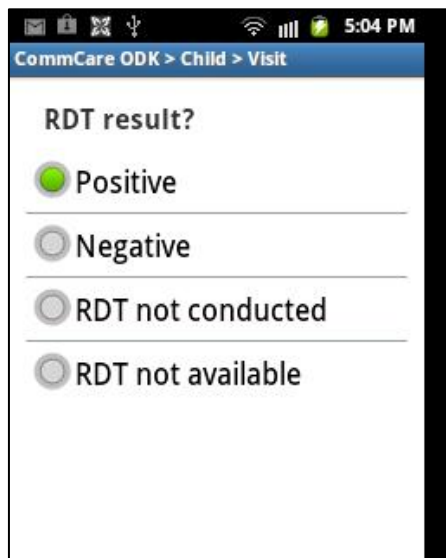 5:04 PM
CommCare ODK > Child > Visit
RDT result?
Positive
Negative
RDT not conducted
RDT not available